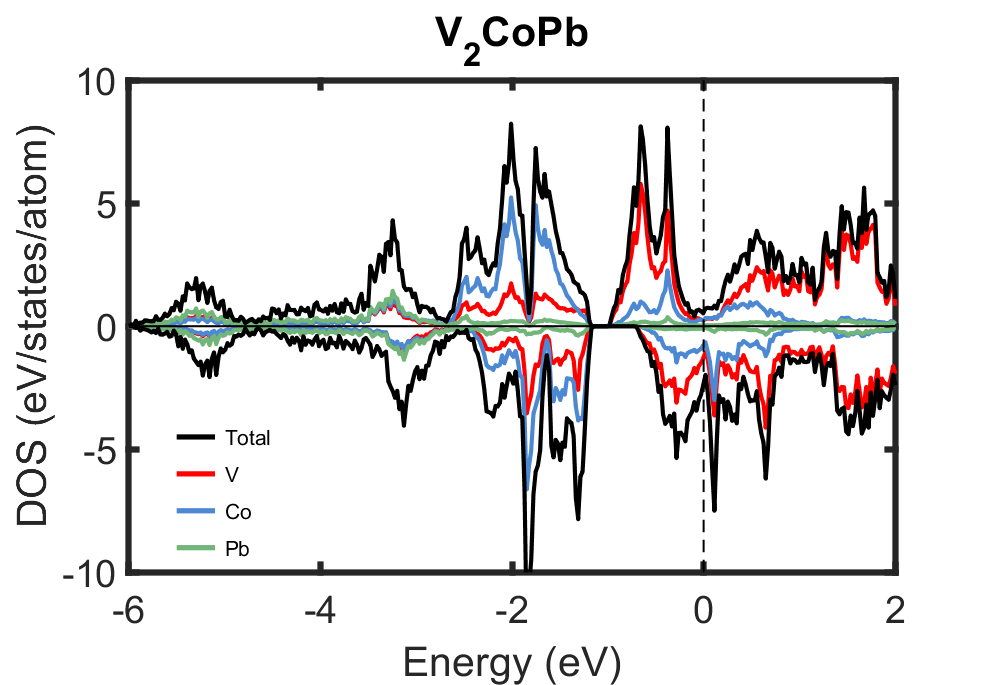 V2CoPb
DOS (eV/states/atom)
10
5
0
-5
-10
Total
V
Co
Pb
-6 -4 -2 0 2
Energy (eV)